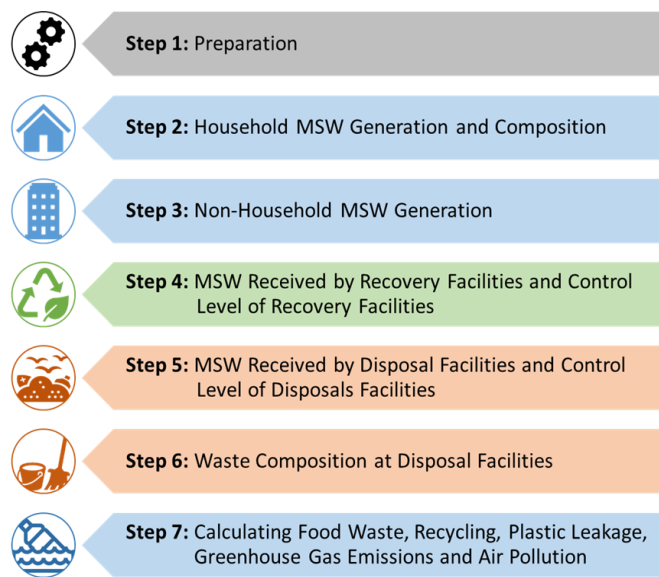 Step 1: Preparation
Step 2: Household MSW Generation and Composition
Step 3: Non-Household MSW Generation
Step 4: MSW Received by Recovery Facilities and Control
Level of Recovery Facilities
Step 5: MSW Received by Disposal Facilities and Control
Level of Disposals Facilities
Step 6: Waste Composition at Disposal Facilities
Step 7: Calculating Food Waste, Recycling, Plastic Leakage,
Greenhouse Gas Emissions and Air Pollution